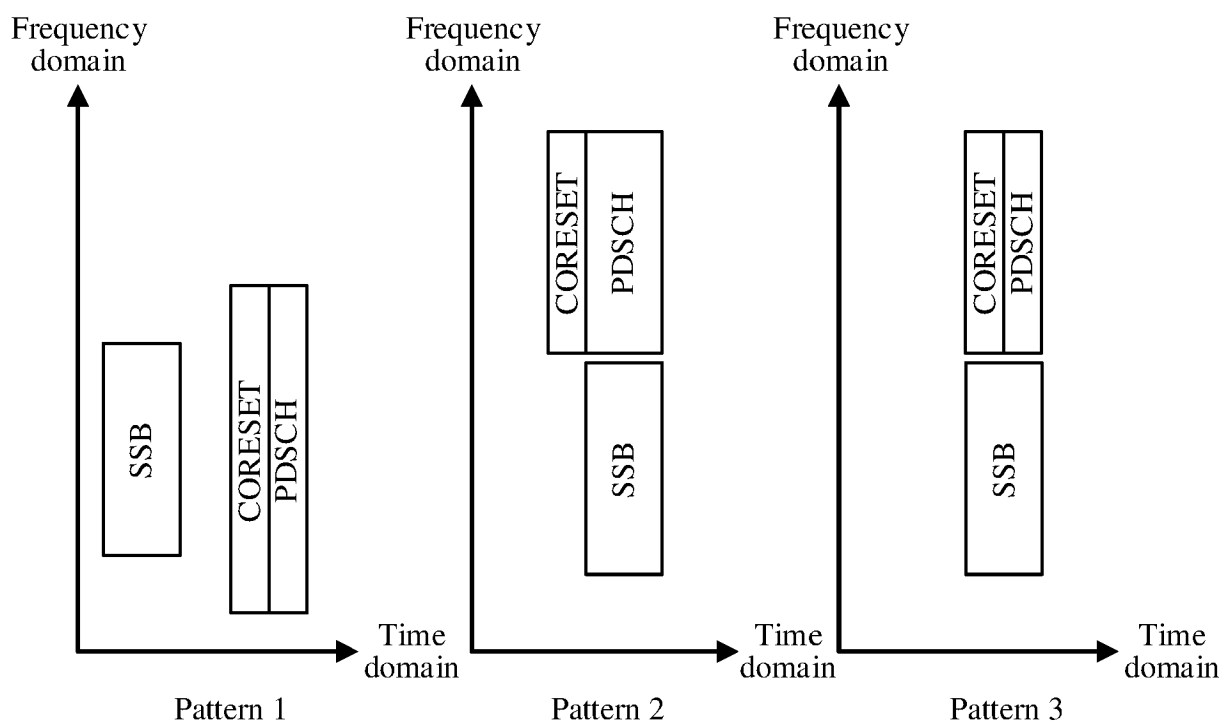 Frequency
domain
SSB
CORESET
PDSCH
Time
domain
Pattern 1
Frequency
domain
CORESET
PDSCH
SSB
Time
domain
Pattern 2
Frequency
domain
CORESET
PDSCH
SSB
Time
domain
Pattern 3